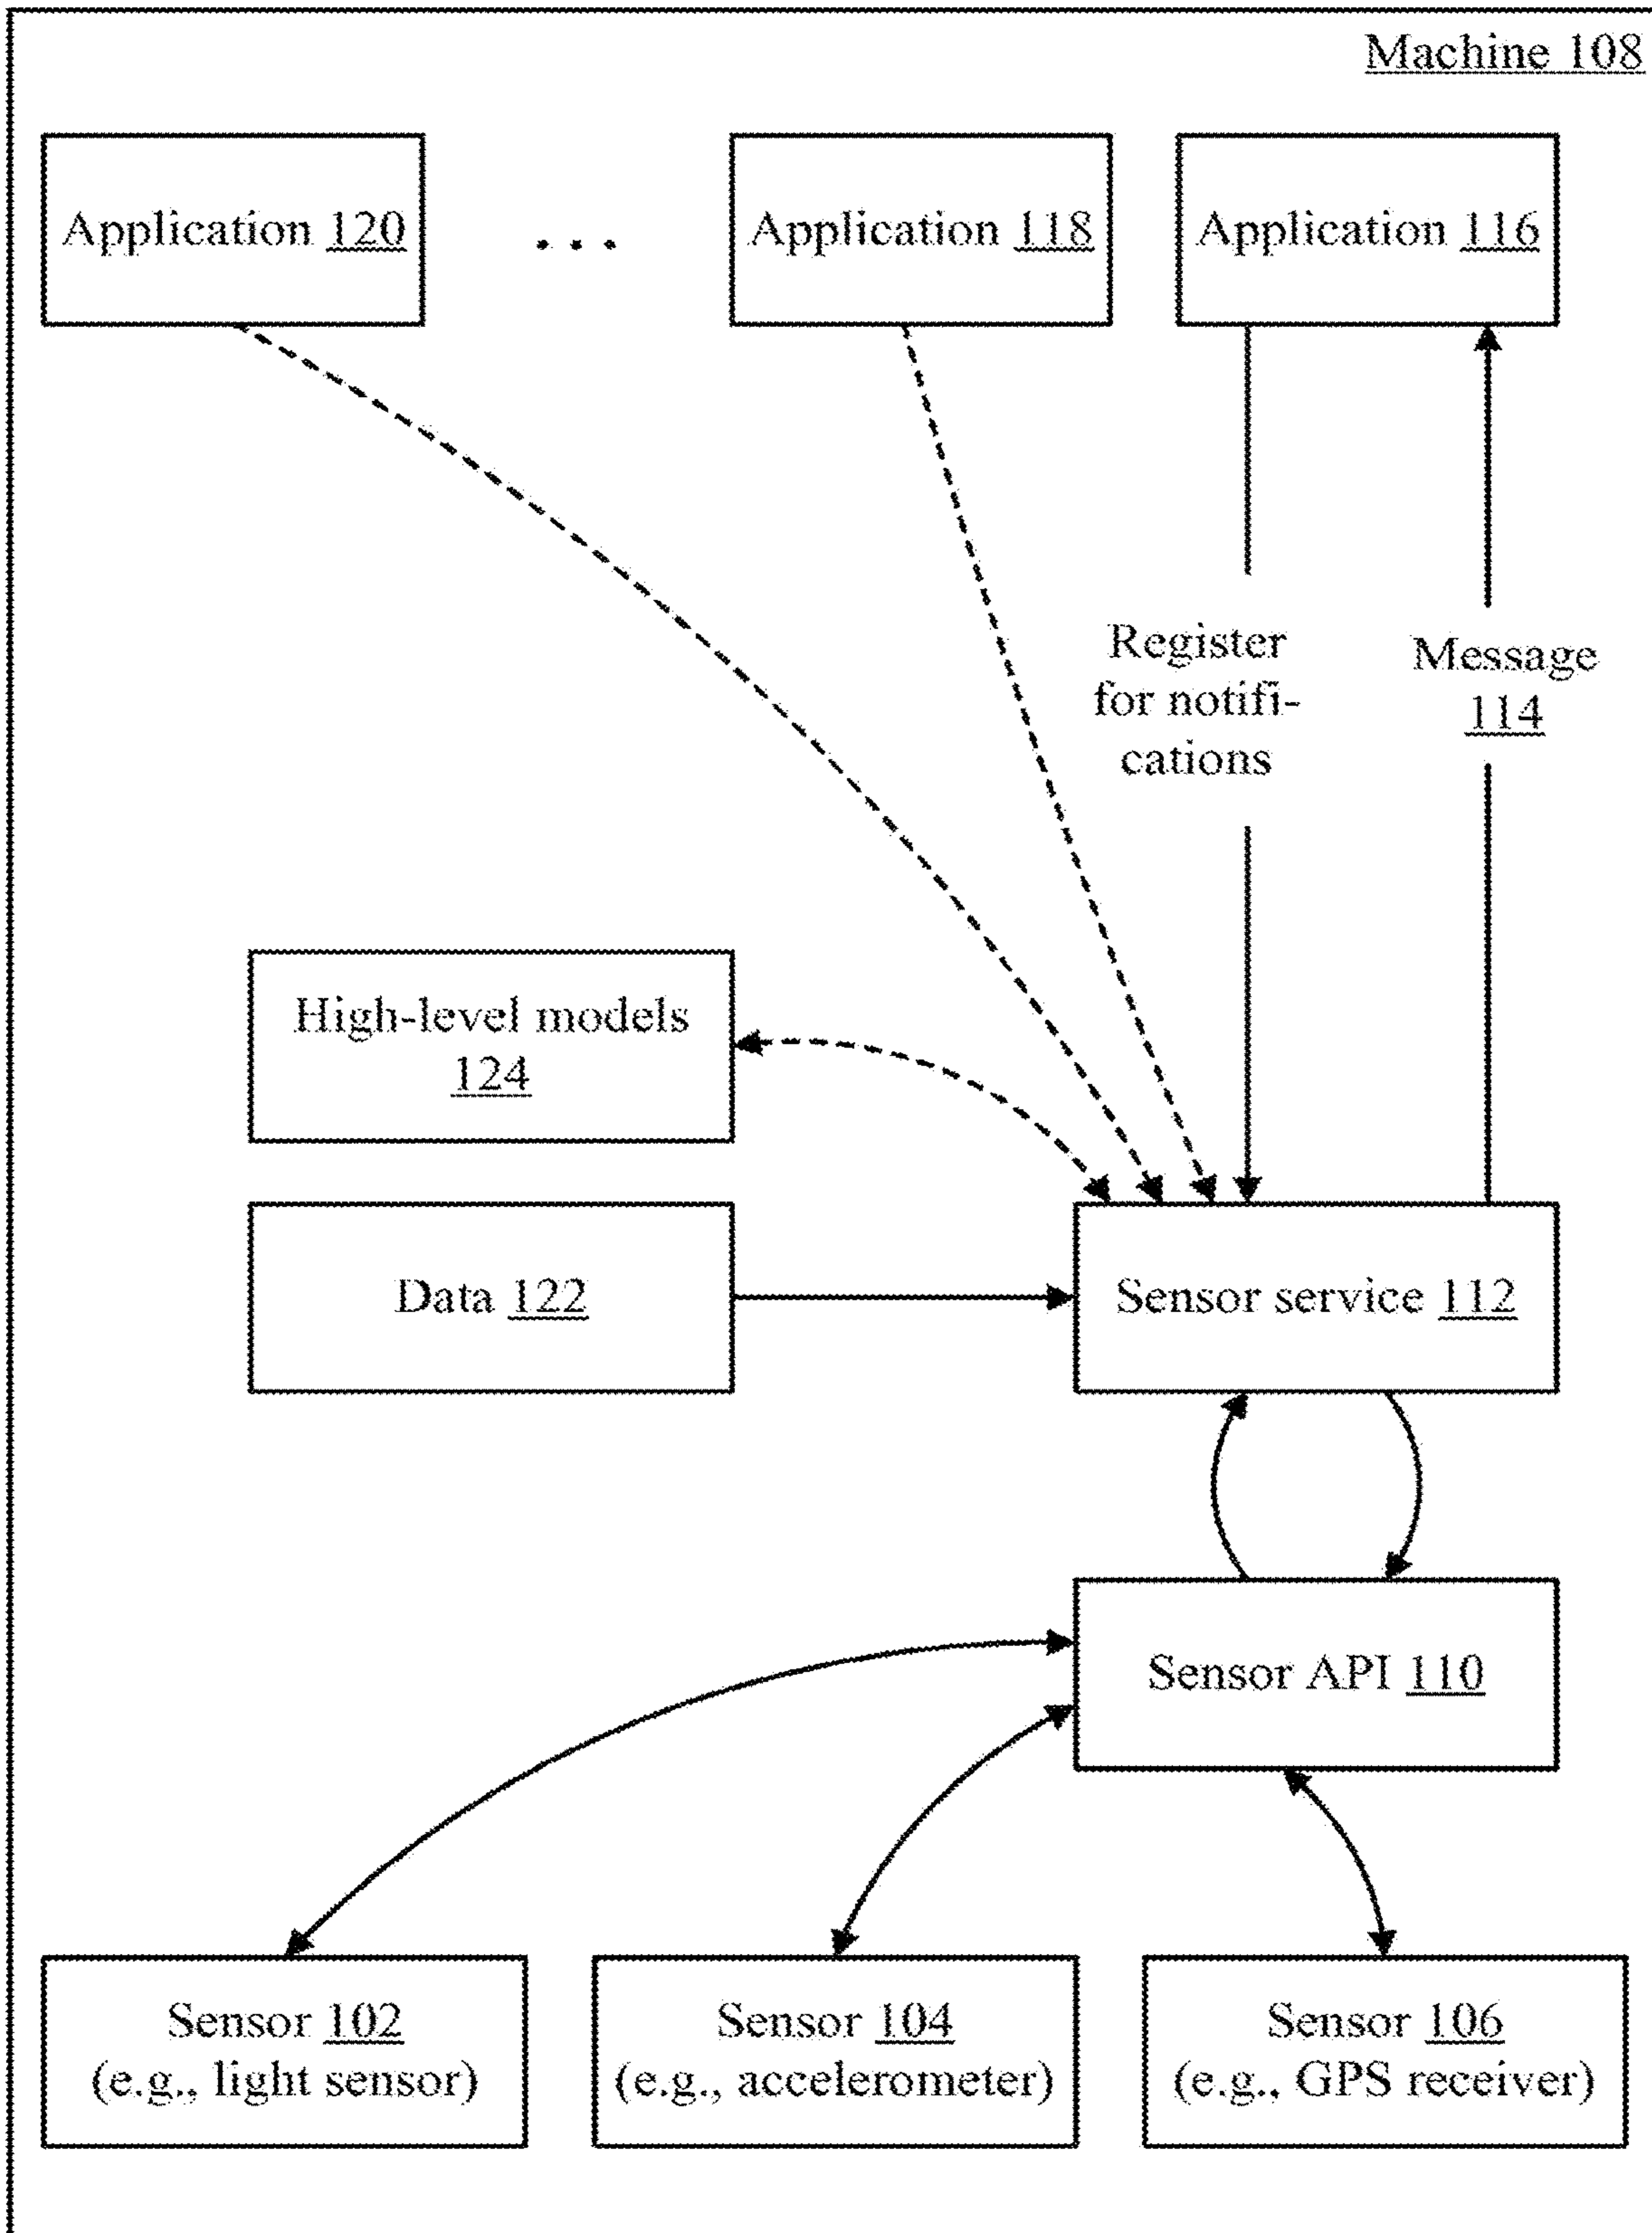 Machine 108
Application 120
...
Application 118
Application 116
Register
for notifi-
cations
Message
114
High-level models
124
Data 122
Sensor service 112
Sensor API 110
Sensor 102
(e.g., light sensor)
Sensor 104
(e.g., accelerometer)
Sensor 106
(e.g., GPS receiver)